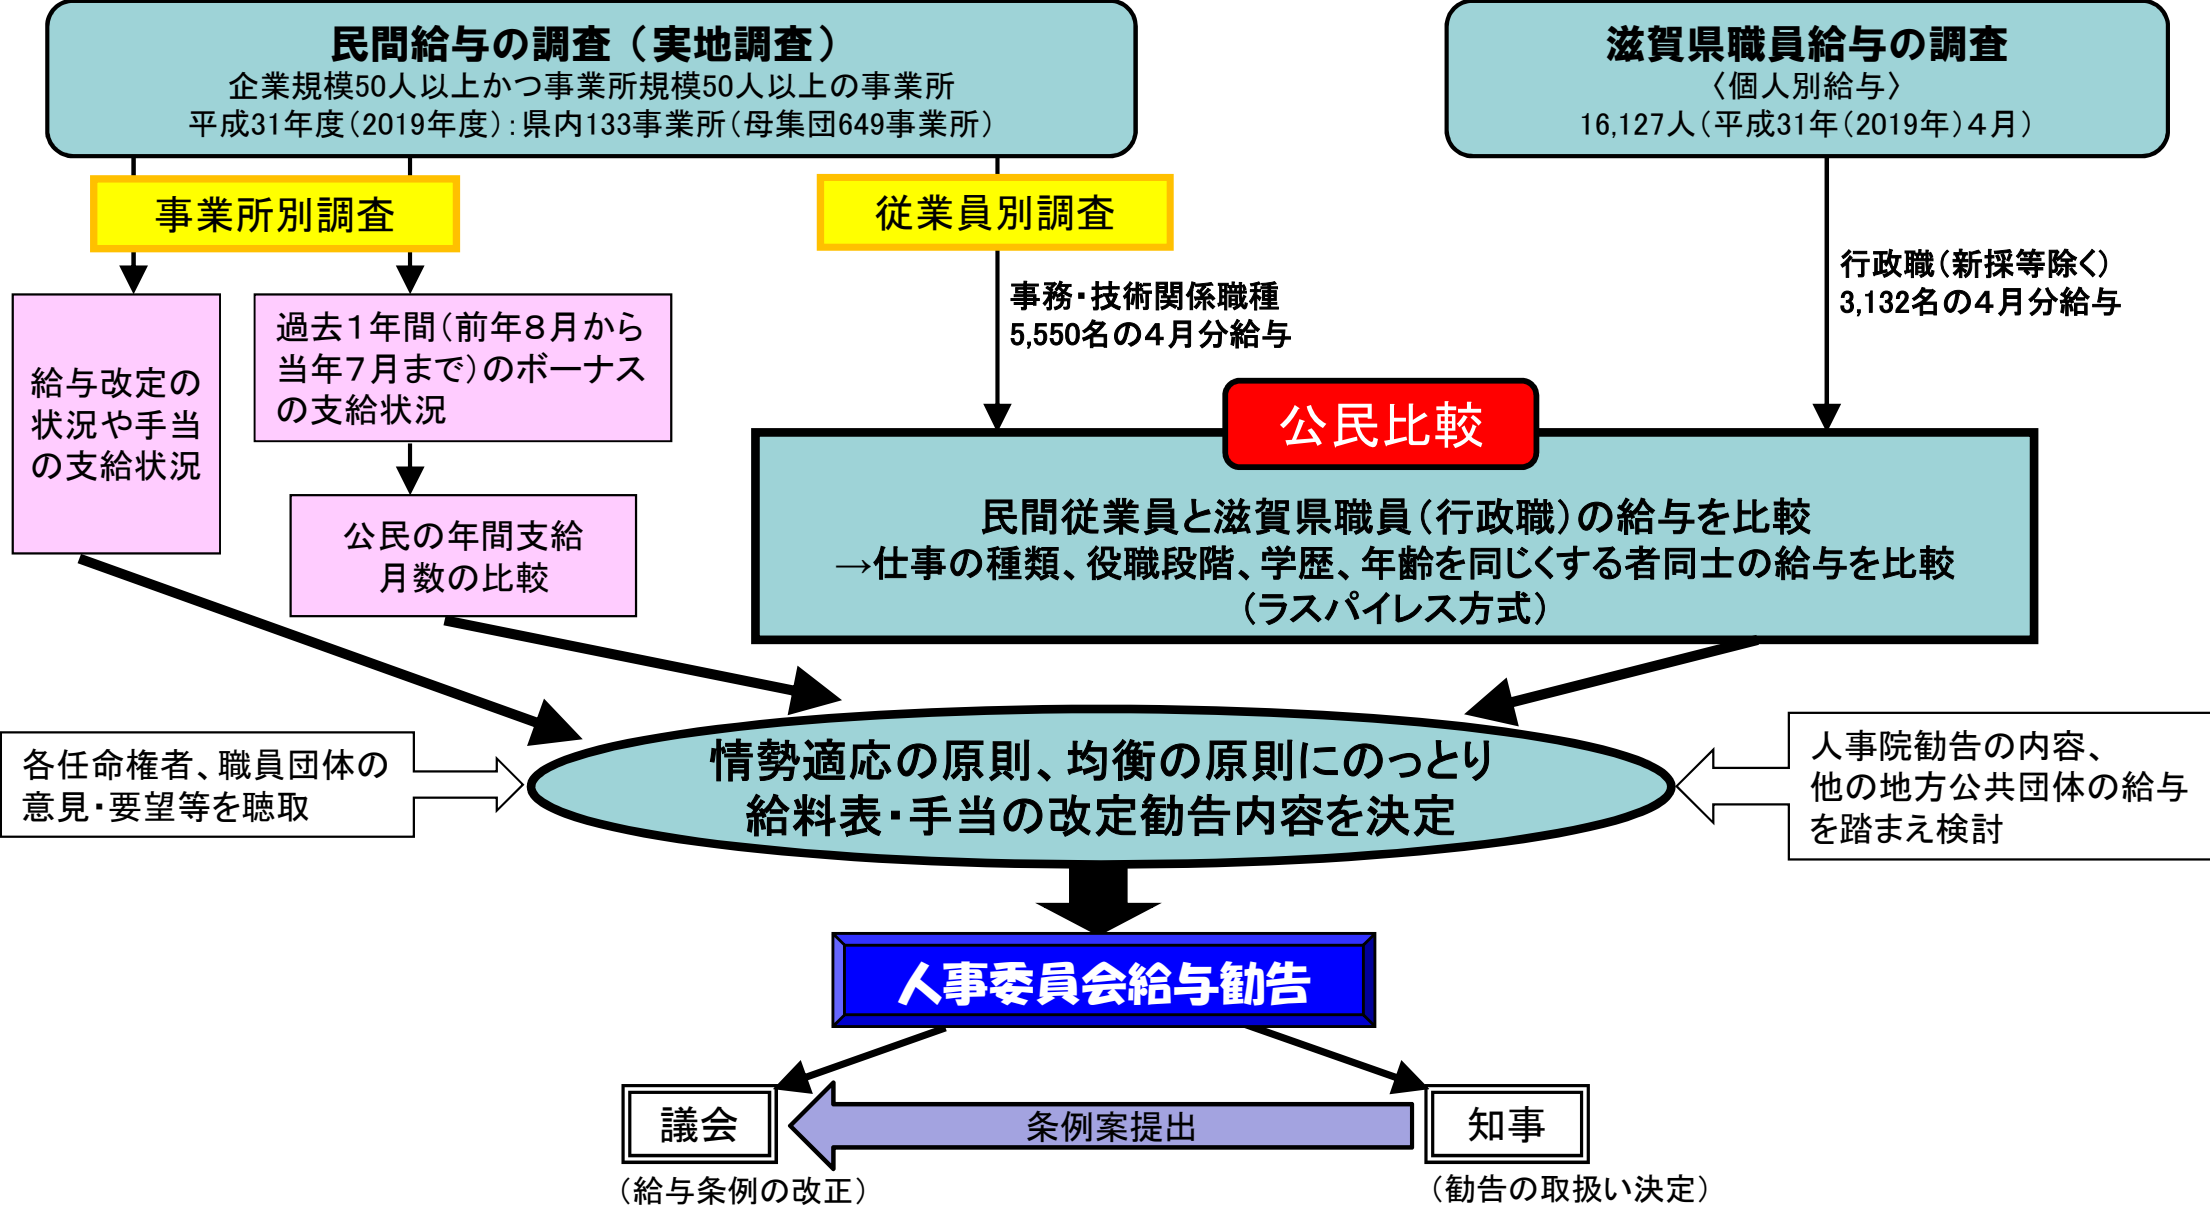 民間給与の調査（実地調査）
企業規模50人以上かつ事業所規模50人以上の事業所
平成31年度（2019年度）：県内133事業所（母集団649事業所）
滋賀県職員給与の調査
〈個人別給与〉
16,127人（平成31年（2019年）４月）
事業所別調査
従業員別調査
事務・技術関係職種
5,550名の４月分給与
行政職（新採等除く）
3,132名の４月分給与
給与改定の
状況や手当
の支給状況
過去１年間（前年８月から
当年７月まで）のボーナス
の支給状況
公民の年間支給
月数の比較
公民比較
民間従業員と滋賀県職員（行政職）の給与を比較
→仕事の種類、役職段階、学歴、年齢を同じくする者同士の給与を比較
（ラスパイレス方式）
各任命権者、職員団体の
意見・要望等を聴取
情勢適応の原則、均衡の原則にのっとり
給料表・手当の改定勧告内容を決定
人事院勧告の内容、
他の地方公共団体の給与
を踏まえ検討
人事委員会給与勧告
議会
条例案提出
知事
（給与条例の改正）
（勧告の取扱い決定）